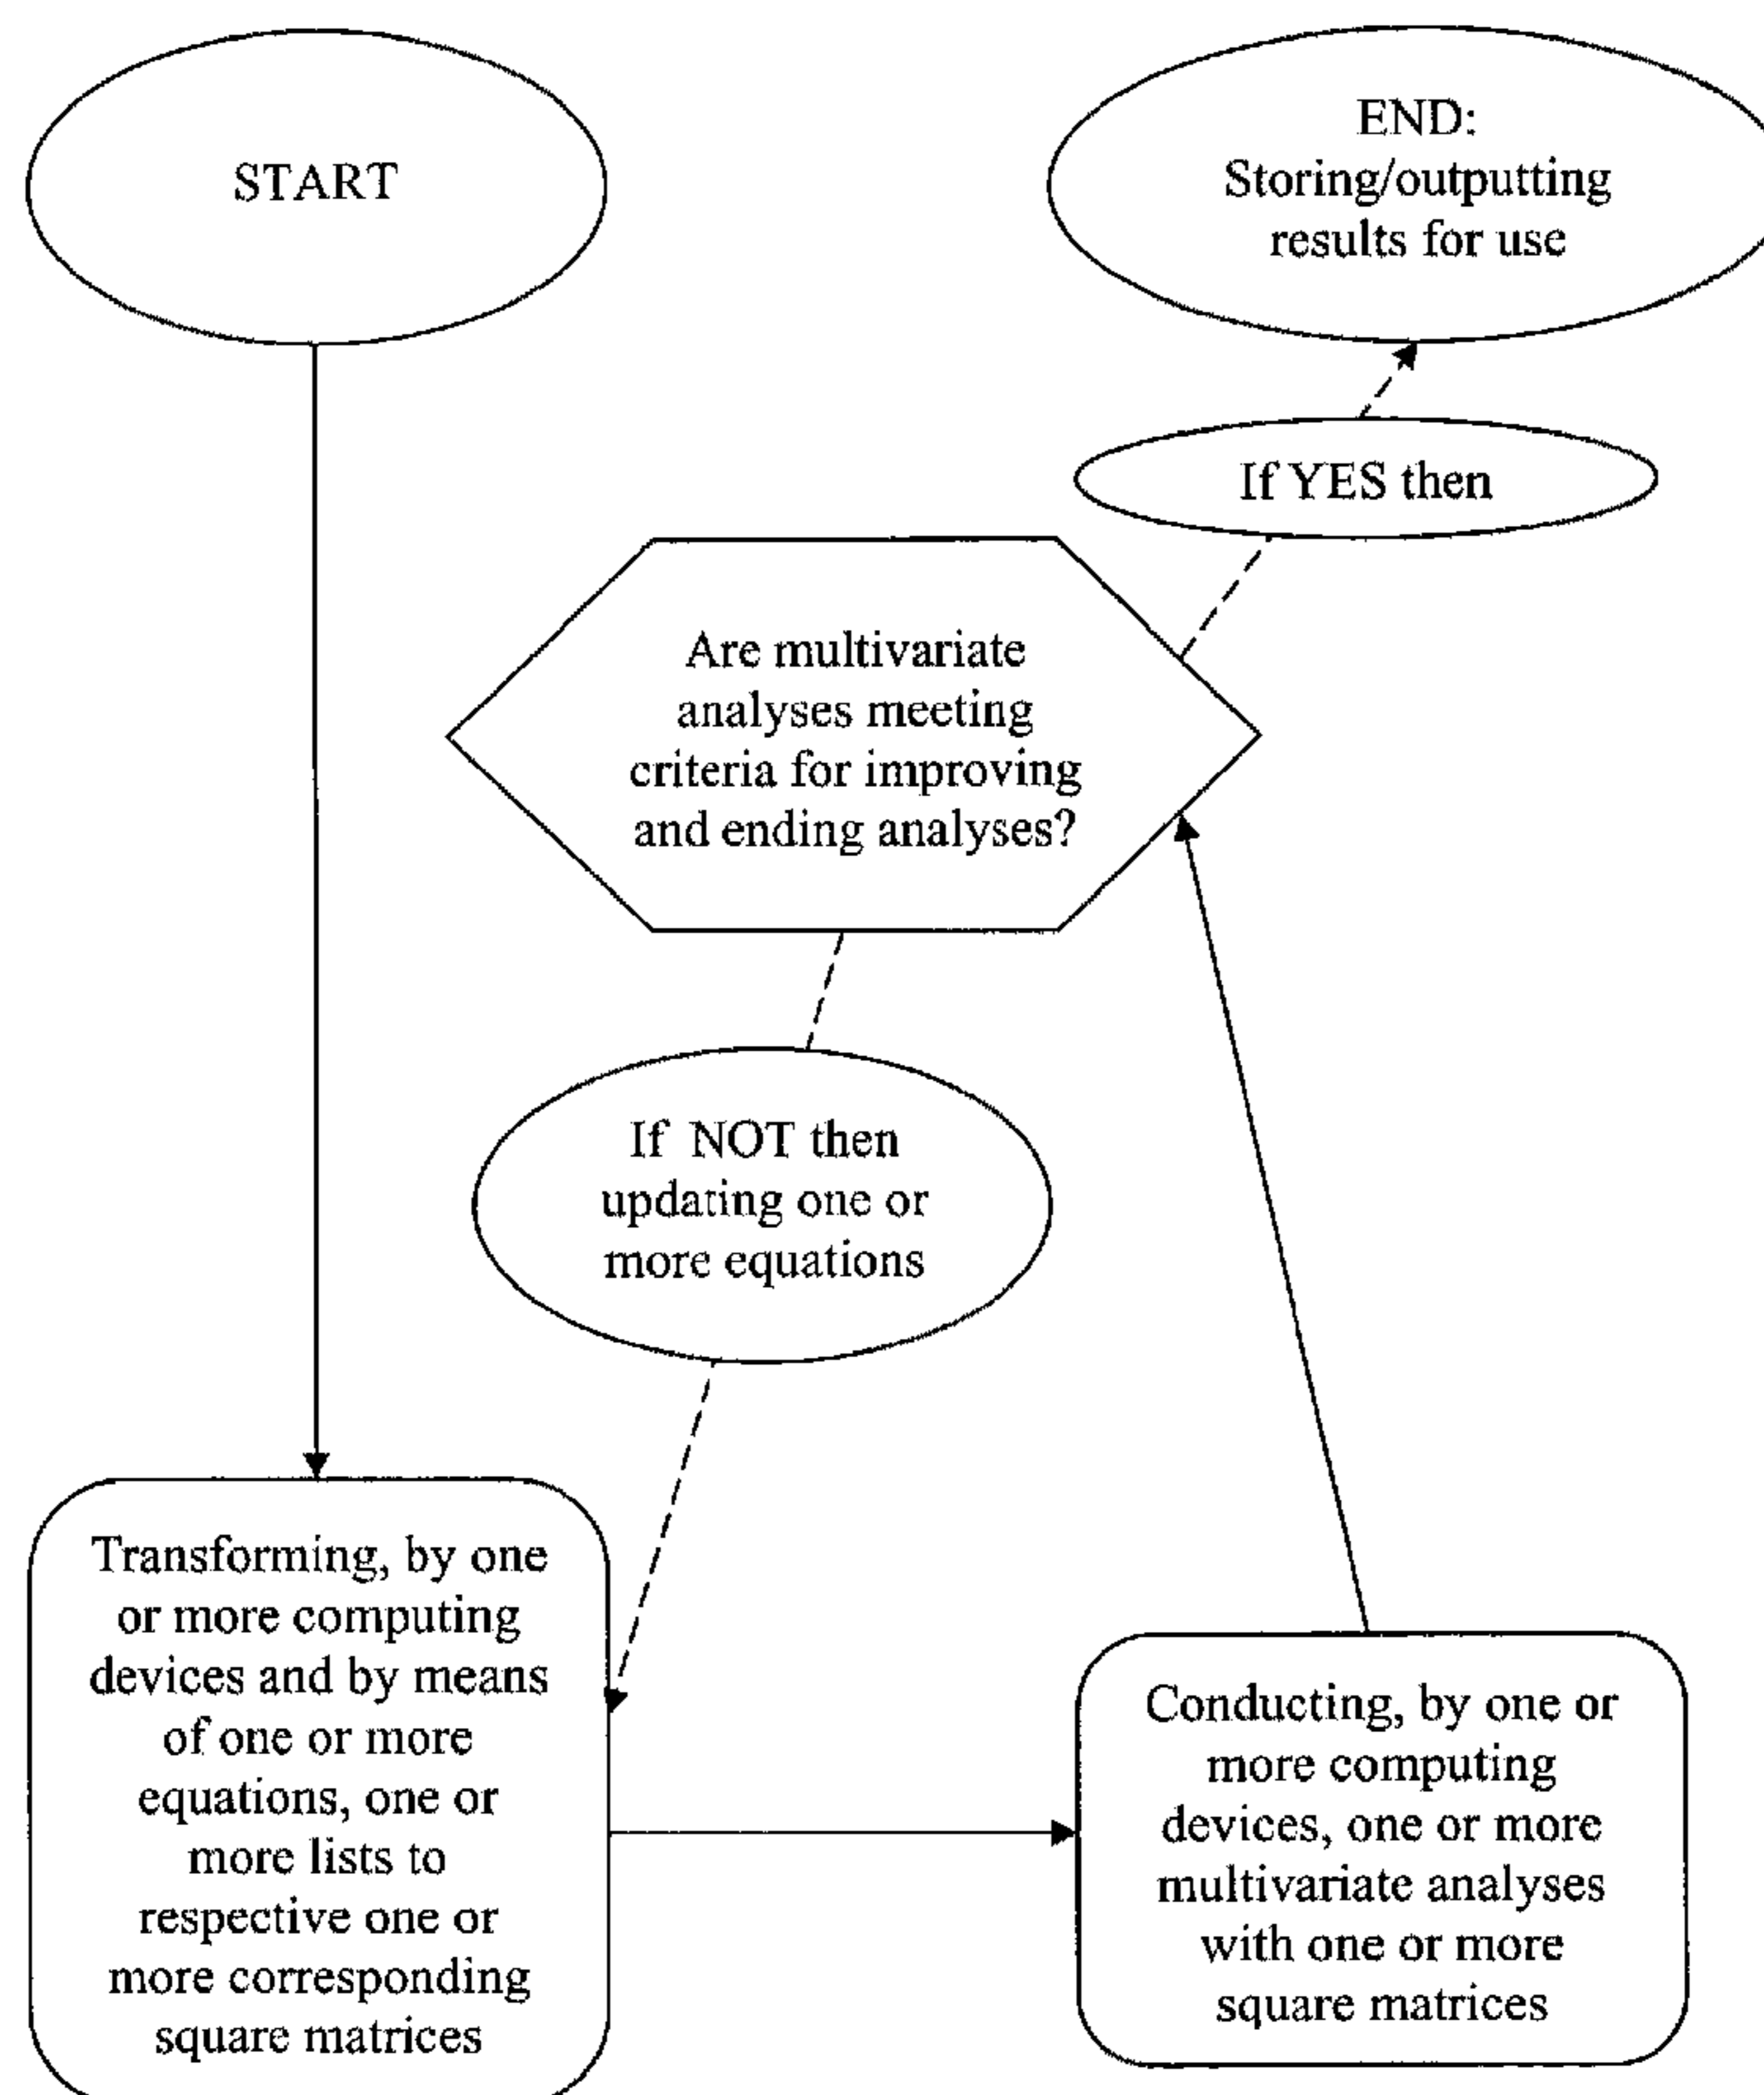 START
END:
Storing/outputting
results for use
If YES then
Are multivariate
analyses meeting
criteria for improving
and ending analyses?
If NOT then
updating one or
more equations
Transforming, by one
or more computing
devices and by means
of one or more
equations, one or
more lists to
respective one or
more corresponding
square matrices
Conducting, by one or
more computing
devices, one or more
multivariate analyses
with one or more
square matrices